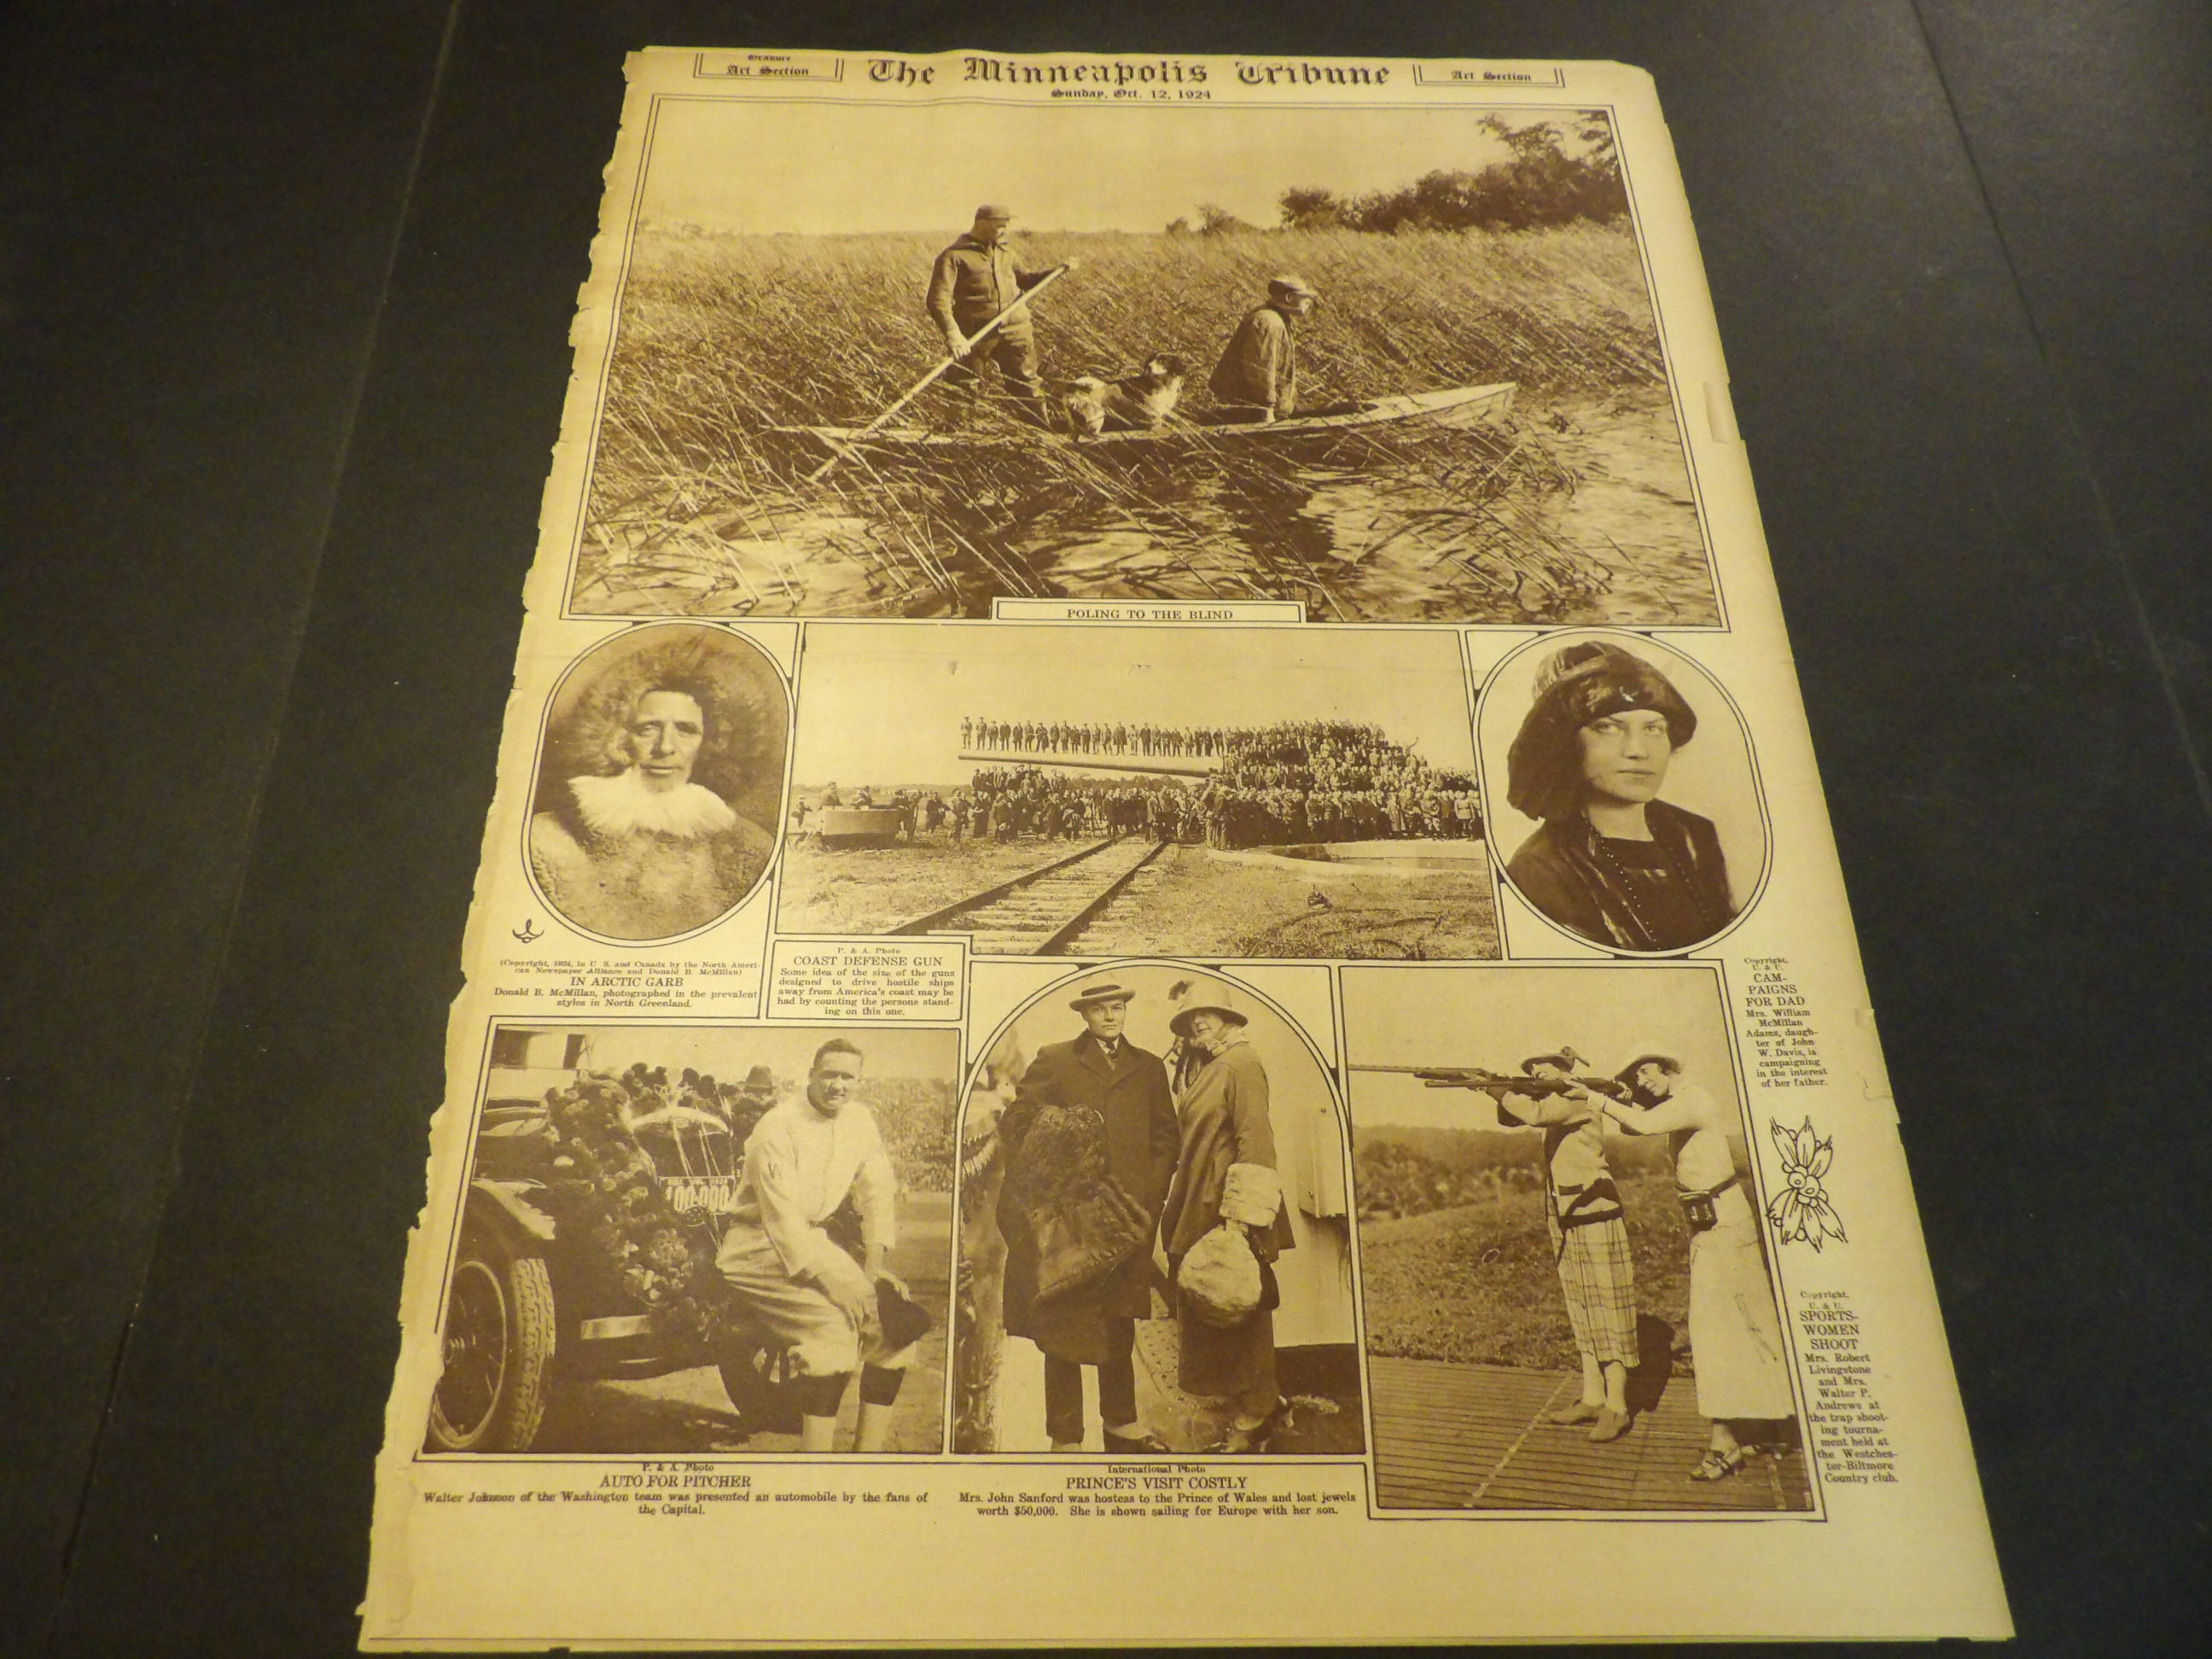 Gravure
Art Section
The Minneapolis Tribune
Art Section
Sunday, Oct. 12, 1924
POLING TO THE BLIND
(Copyright, 1924, in U. S. and Canada by the North Ameri-
can Newspaper Alliance and Donald B. McMillan)
IN ARCTIC GARB
Donald B. McMillan, photographed in the prevalent
styles in North Greenland.
P. & A. Photo
COAST DEFENSE GUN
Some idea of the size of the guns
designed to drive hostile ships
away from America's coast may be
had by counting the persons stand-
ing on this one.
Copyright,
U. & U.
CAM-
PAIGNS
FOR DAD
Mrs. William
McMillan
Adams, daugh-
ter of John
W. Davis, is
campaigning
in the interest
of her father.
W
00-000
P. & A. Photo
AUTO FOR PITCHER
Walter Johnson of the Washington team was presented an automobile by the fans of
the Capital.
International Photo
PRINCE'S VISIT COSTLY
Mrs. John Sanford was hostess to the Prince of Wales and lost jewels
worth $50,000. She is shown sailing for Europe with her son.
Copyright,
U. & U.
SPORTS-
WOMEN
SHOOT
Mrs. Robert
Livingstone
and Mrs.
Walter P.
Andrews at
the trap shoot-
ing tourna-
ment held at
the Westches-
ter-Biltmore
Country club.